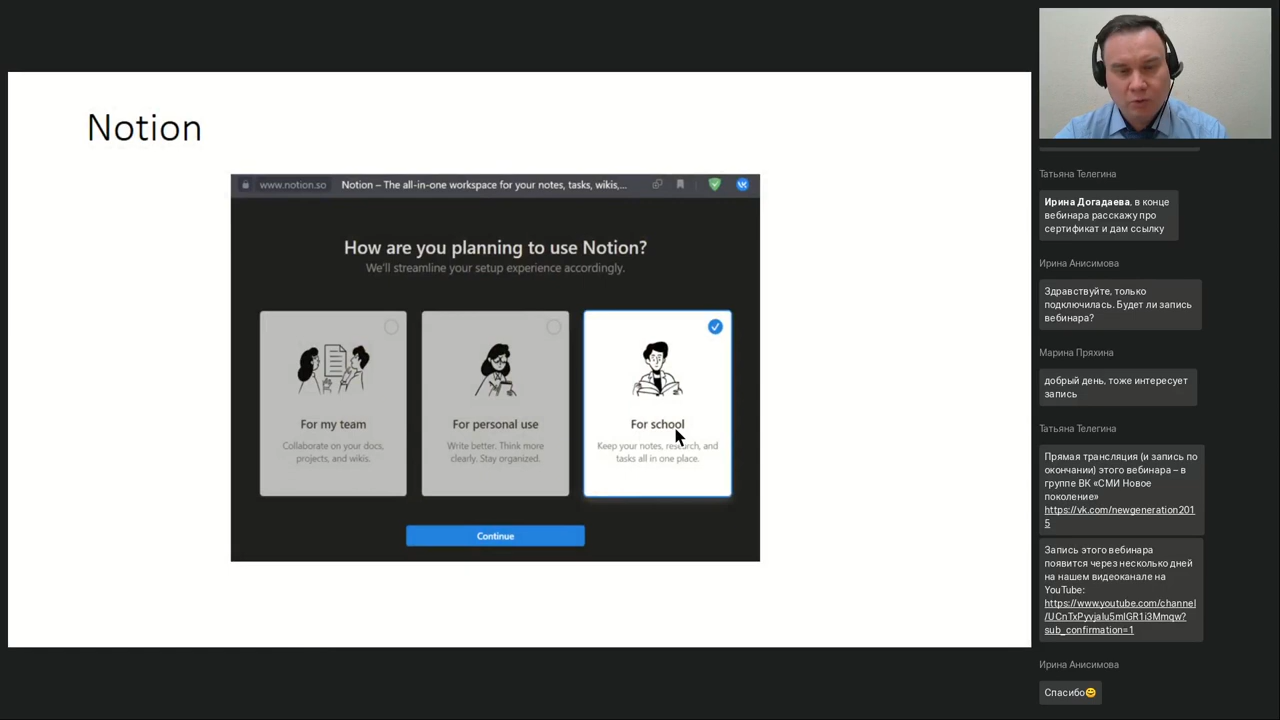 Notion
www.notion.so
Notion – The all-in-one workspace for your notes, tasks, wikis,...
How are you planning to use Notion?
We'll streamline your setup experience accordingly.
For my team
Collaborate on your docs,
projects, and wikis.
For personal use
Write better. Think more
clearly. Stay organized.
For school
Keep your notes, research, and
tasks all in one place.
Continue
Татьяна Телегина
Ирина Догадаева, в конце
вебинара расскажу про
сертификат и дам ссылку
Ирина Анисимова
Здравствуйте, только
подключилась. Будет ли запись
вебинара?
Марина Пряхина
добрый день, тоже интересует
запись
Татьяна Телегина
Прямая трансляция (и запись по
окончании) этого вебинара – в
группе ВК «СМИ Новое
поколение»
https://vk.com/newgeneration201
5
Запись этого вебинара
появится через несколько дней
на нашем видеоканале на
YouTube:
https://www.youtube.com/channel
/UCnTxPyvjalu5mIGR1i3Mmqw?
sub_confirmation=1
Ирина Анисимова
Спасибо😊